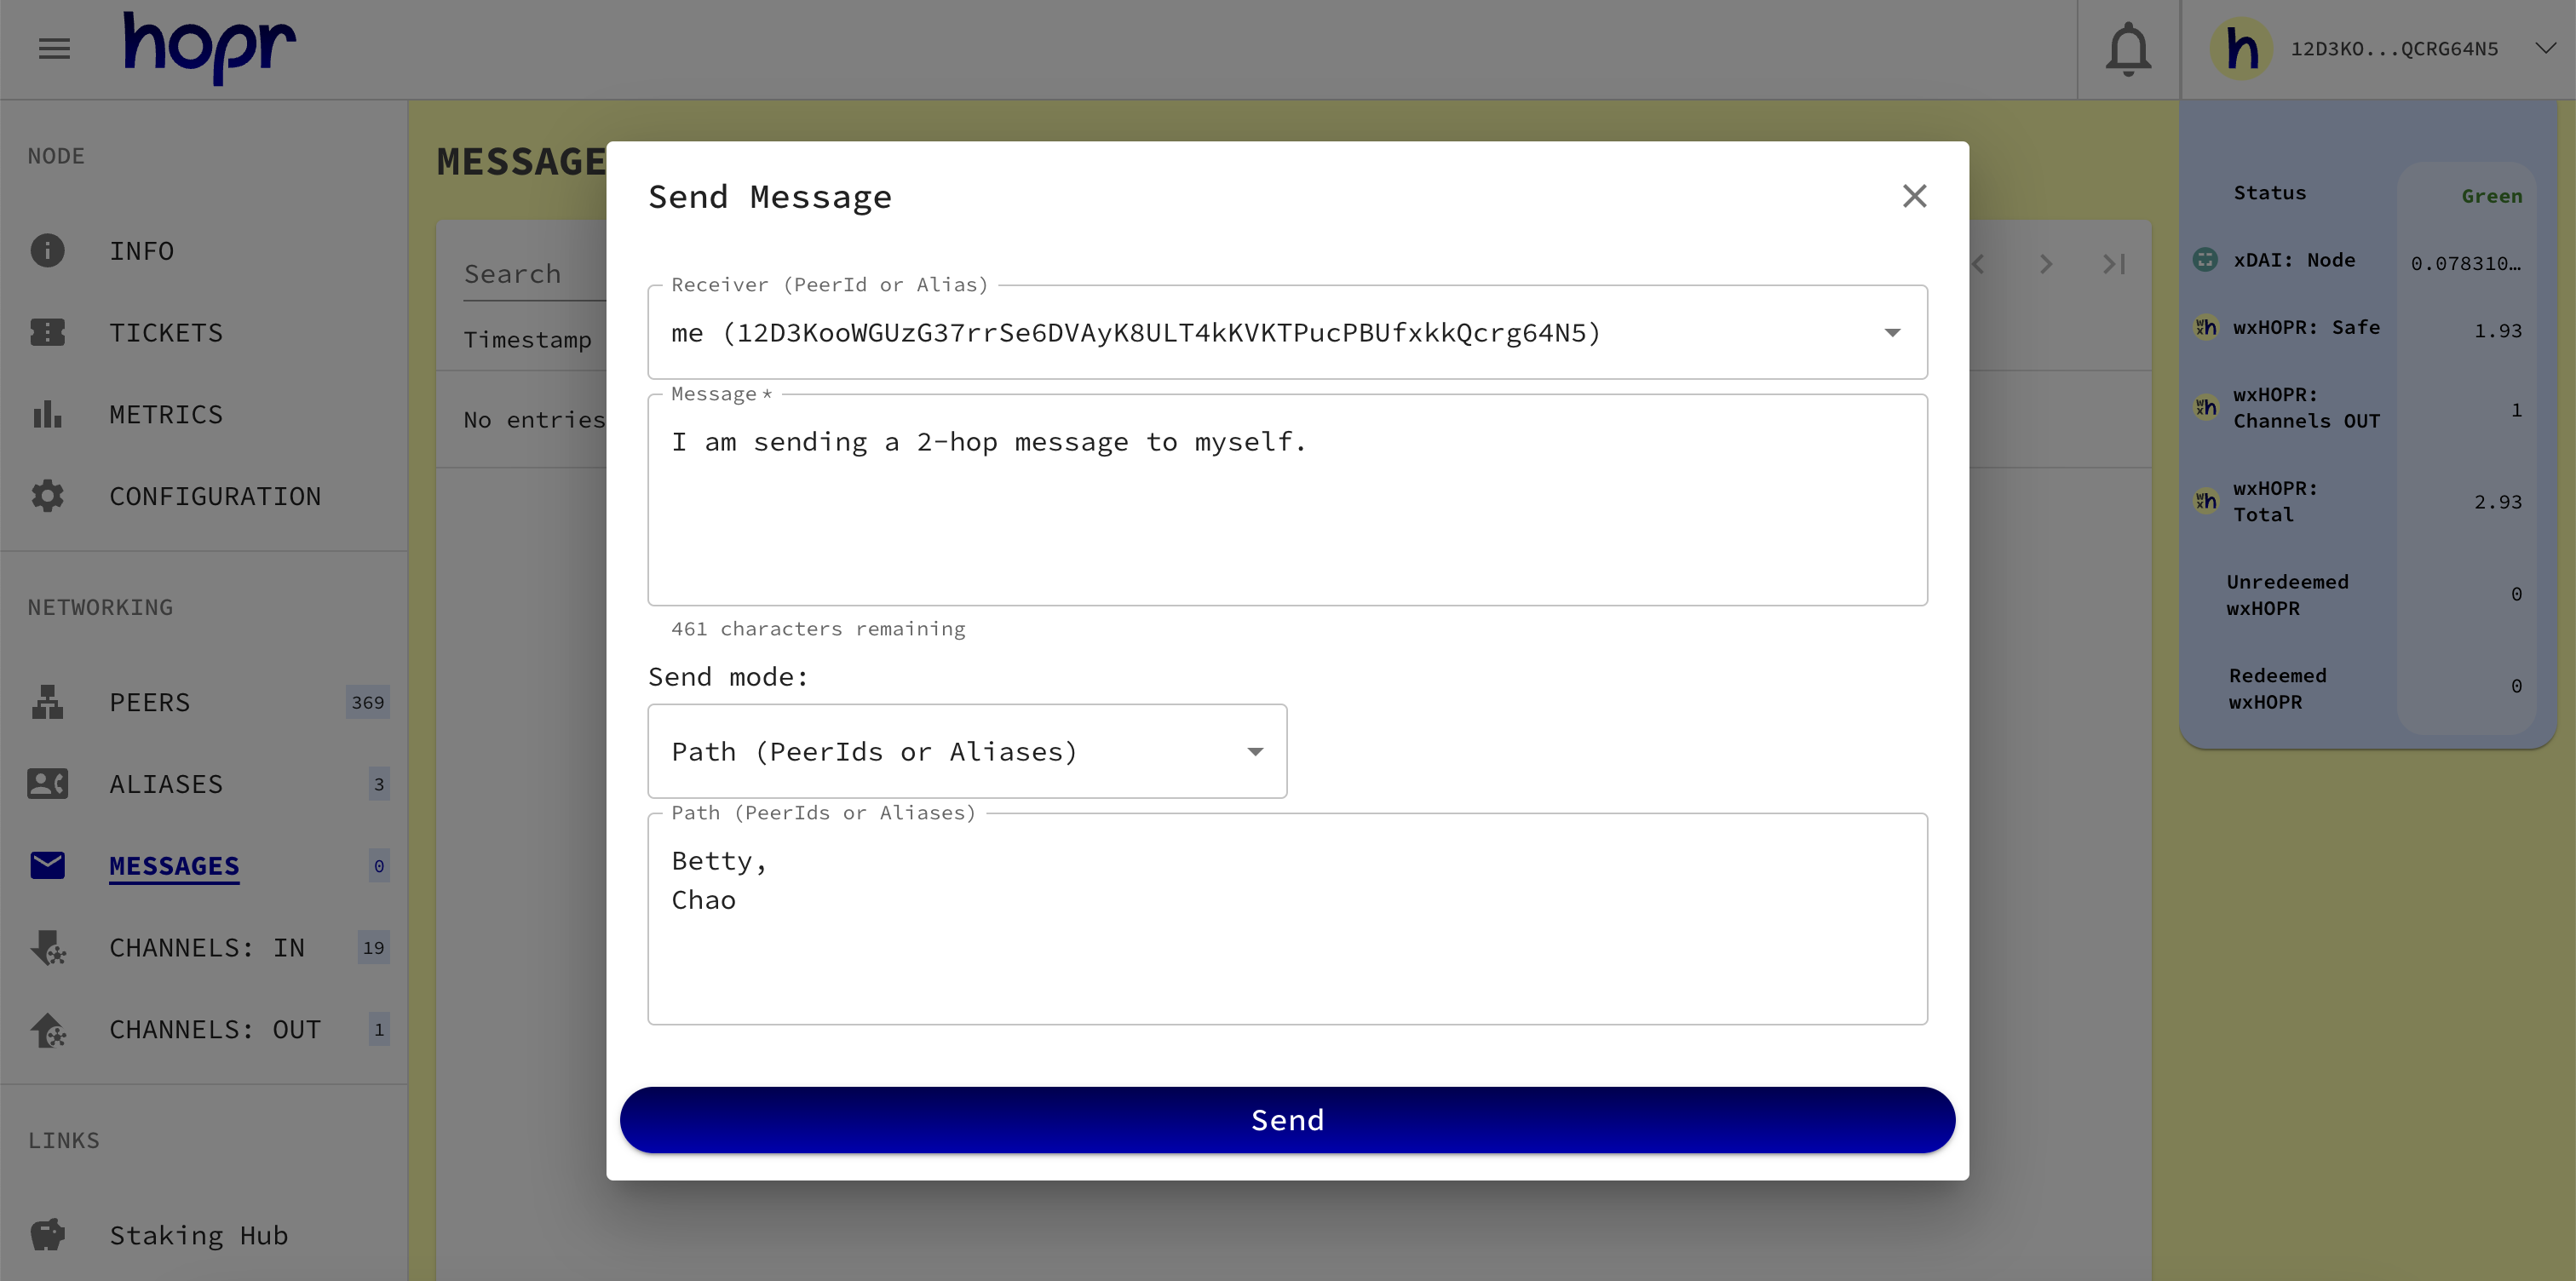 hopr
12D3KO...QCRG64N5
NODE
INFO
TICKETS
METRICS
CONFIGURATION
NETWORKING
PEERS 369
ALIASES 3
MESSAGES 0
CHANNELS: IN 19
CHANNELS: OUT 1
LINKS
Staking Hub
MESSAGE
Search
Timestamp
No entries
Send Message
Receiver (PeerId or Alias)
me (12D3KooWGUzG37rrSe6DVAyK8ULT4kKVKTPucPBUfxkkQcrg64N5)
Message *
I am sending a 2-hop message to myself.
461 characters remaining
Send mode:
Path (PeerIds or Aliases)
Path (PeerIds or Aliases)
Betty,
Chao
Send
Status Green
xDAI: Node 0.078310…
wxHOPR: Safe 1.93
wxHOPR:
Channels OUT 1
wxHOPR:
Total 2.93
Unredeemed
wxHOPR 0
Redeemed
wxHOPR 0